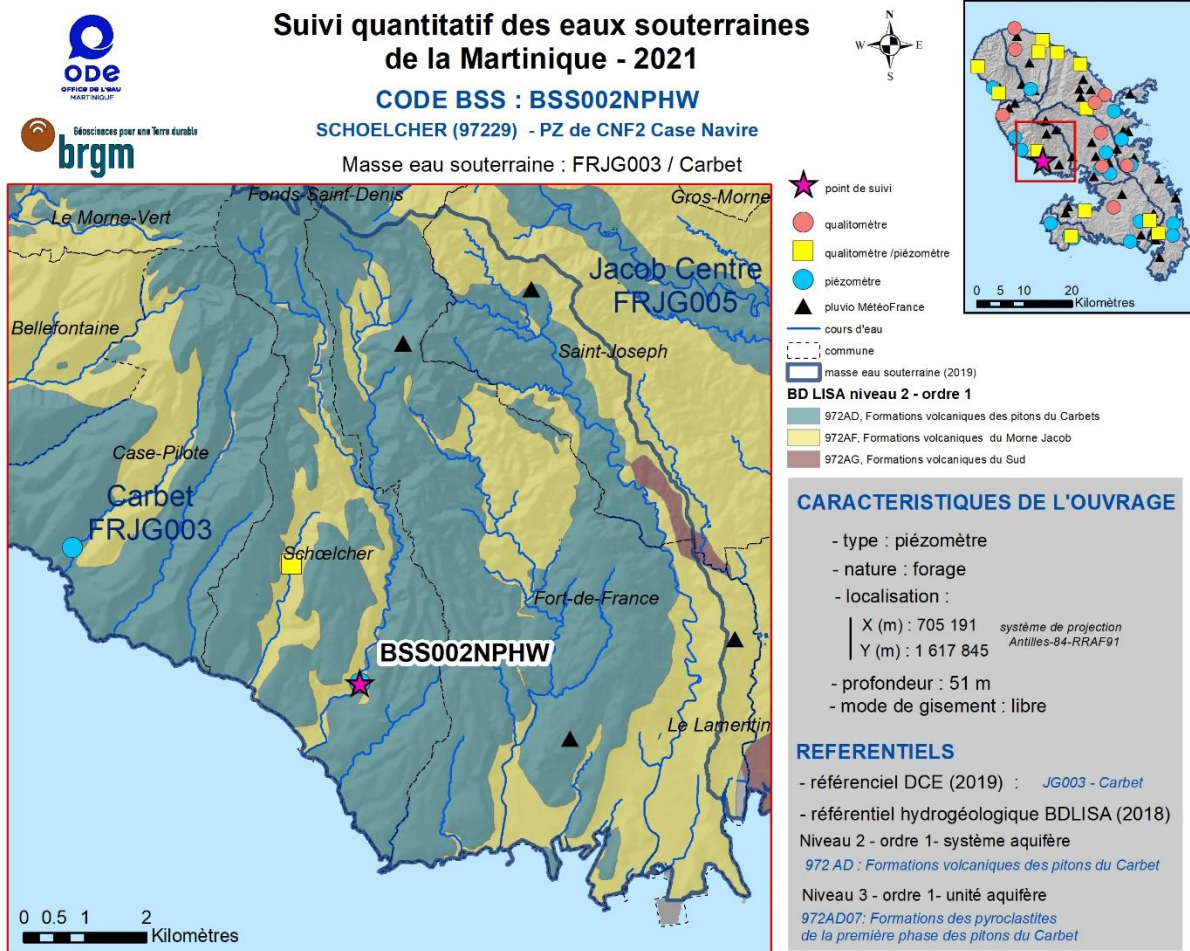 ODE
OFFICE DE L'EAU
MARTINIQUE
Géosciences pour une Terre durable
brgm
Suivi quantitatif des eaux souterraines
de la Martinique - 2021
CODE BSS : BSS002NPHW
SCHOELCHER (97229) - PZ de CNF2 Case Navire
Masse eau souterraine : FRJG003 / Carbet
N
W E
S
0 5 10 20
Kilomètres
Fonds-Saint-Denis
Le Morne-Vert
Gros-Morne
Jacob Centre
FRJG005
Bellefontaine
Saint-Joseph
Case-Pilote
Carbet
FRJG003
Schœlcher
Fort-de-France
BSS002NPHW
Le Lamentin
0 0.5 1 2
Kilomètres
point de suivi
qualitomètre
qualitomètre /piézomètre
piézomètre
pluvio MétéoFrance
cours d'eau
commune
masse eau souterraine (2019)
BD LISA niveau 2 - ordre 1
972AD, Formations volcaniques des pitons du Carbets
972AF, Formations volcaniques du Morne Jacob
972AG, Formations volcaniques du Sud
CARACTERISTIQUES DE L'OUVRAGE
- type : piézomètre
- nature : forage
- localisation :
X (m) : 705 191
Y (m) : 1 617 845
système de projection
Antilles-84-RRAF91
- profondeur : 51 m
- mode de gisement : libre
REFERENTIELS
- référenciel DCE (2019) : JG003 - Carbet
- référentiel hydrogéologique BDLISA (2018)
Niveau 2 - ordre 1- système aquifère
972 AD : Formations volcaniques des pitons du Carbet
Niveau 3 - ordre 1- unité aquifère
972AD07: Formations des pyroclastites
de la première phase des pitons du Carbet